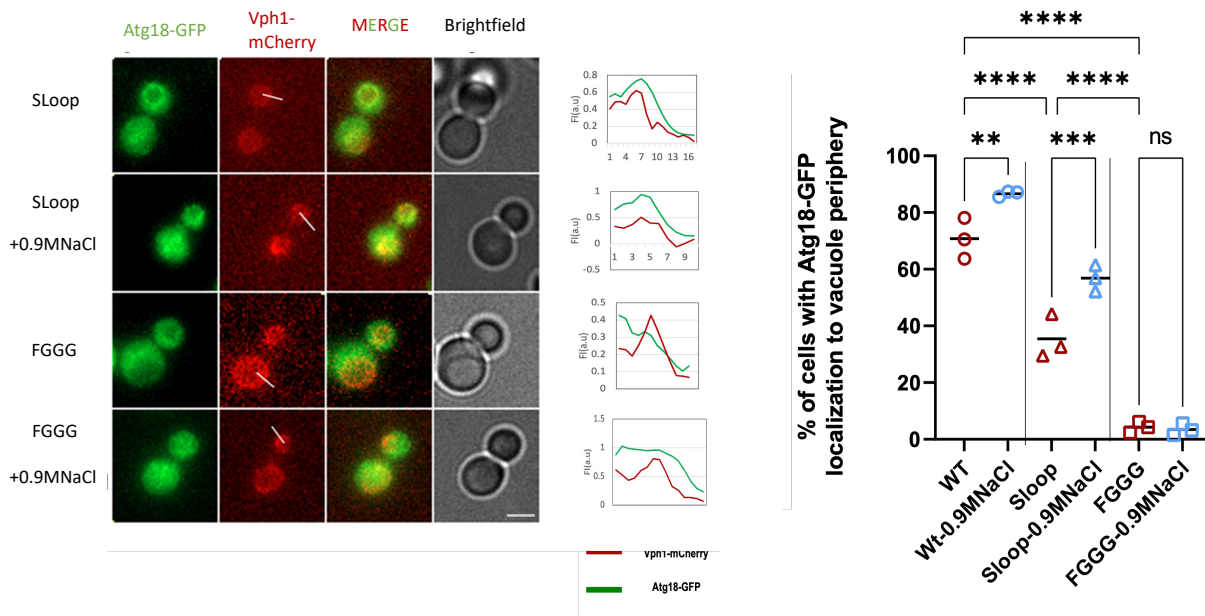 Atg18-GFP
Vph1-
mCherry
MERGE
Brightfield
SLoop
SLoop
+0.9MNaCl
FGGG
FGGG
+0.9MNaCl
0.8
0.6
0.4
0.2
0
FI(a.u)
1 4 7 10 13 16
1
0.5
0
-0.5
FI(a.u)
1 3 5 7 9
0.5
0.4
0.3
0.2
0.1
0
FI(a.u)
1.5
1
0.5
0
FI(a.u)
Vph1-mCherry
Atg18-GFP
****
**** ****
** *** ns
% of cells with Atg18-GFP
localization to vacuole periphery
100
80
60
40
20
0
WT
Wt-0.9MNaCl
Sloop
Sloop-0.9MNaCl
FGGG
FGGG-0.9MNaCl